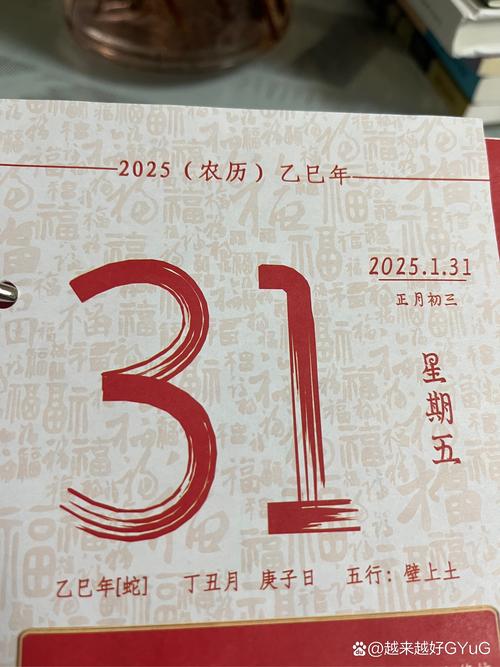 2025（农历）乙巳年
31
2025.1.31
正月初三
星期五
乙巳年[蛇] 丁丑月 庚子日 五行：壁上土
@越来越好GYuG